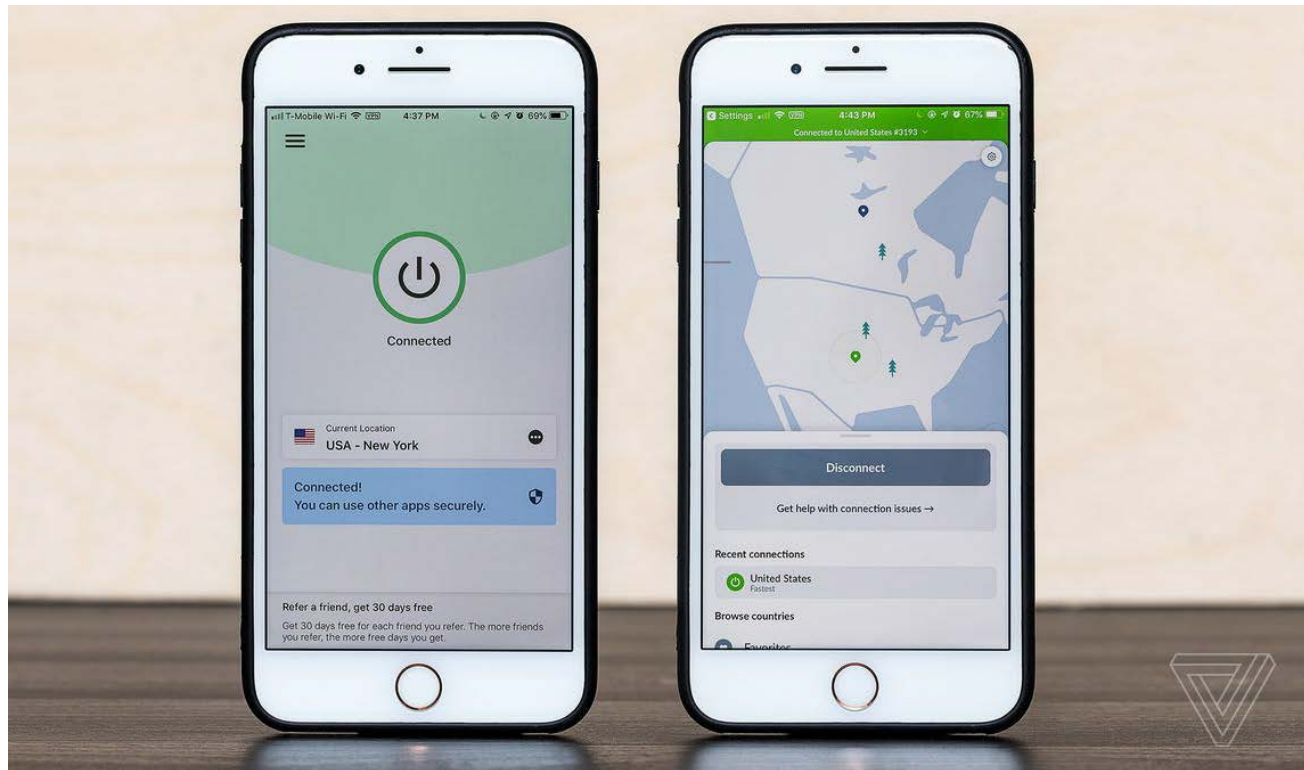 T-Mobile Wi-Fi VPN 4:37 PM 69%
Connected
Current Location
USA - New York
Connected!
You can use other apps securely.
Refer a friend, get 30 days free
Get 30 days free for each friend you refer. The more friends
you refer, the more free days you get.
Settings VPN 4:43 PM 67%
Connected to United States #3193
Disconnect
Get help with connection issues →
Recent connections
United States
Fastest
Browse countries
Favorites